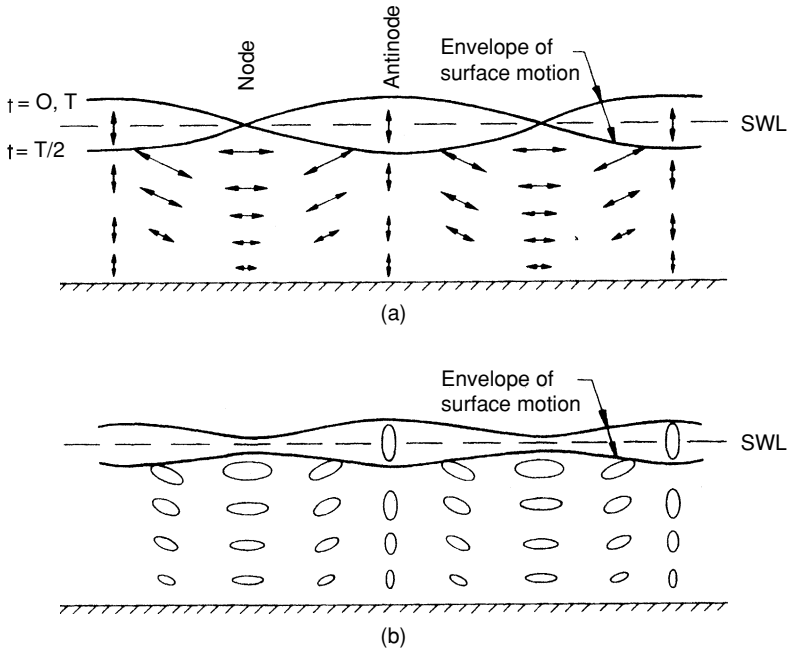 Node
Antinode
Envelope of
surface motion
t = O, T
SWL
t = T/2
(a)
Envelope of
surface motion
SWL
(b)